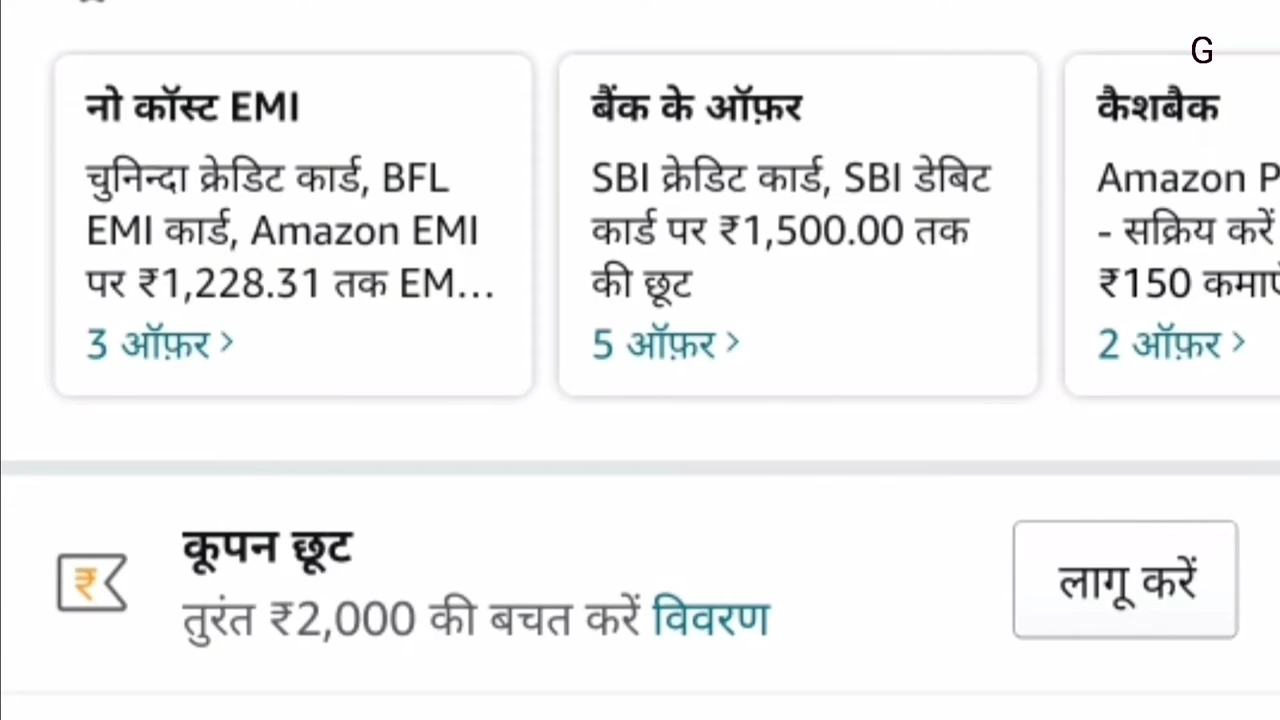 G
नो कॉस्ट EMI
चुनिन्दा क्रेडिट कार्ड, BFL
EMI कार्ड, Amazon EMI
पर ₹1,228.31 तक EM...
3 ऑफ़र >
बैंक के ऑफ़र
SBI क्रेडिट कार्ड, SBI डेबिट
कार्ड पर ₹1,500.00 तक
की छूट
5 ऑफ़र >
कैशबैक
Amazon P
- सक्रिय करें
₹150
2 ऑफ़र >
कूपन छूट
तुरंत ₹2,000 की बचत करें विवरण
लागू करें